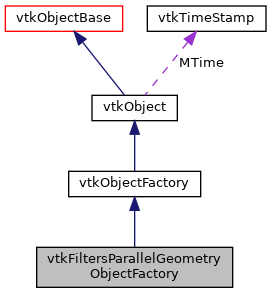 vtkObjectBase
vtkTimeStamp
MTime
vtkObject
vtkObjectFactory
vtkFiltersParallelGeometry
ObjectFactory